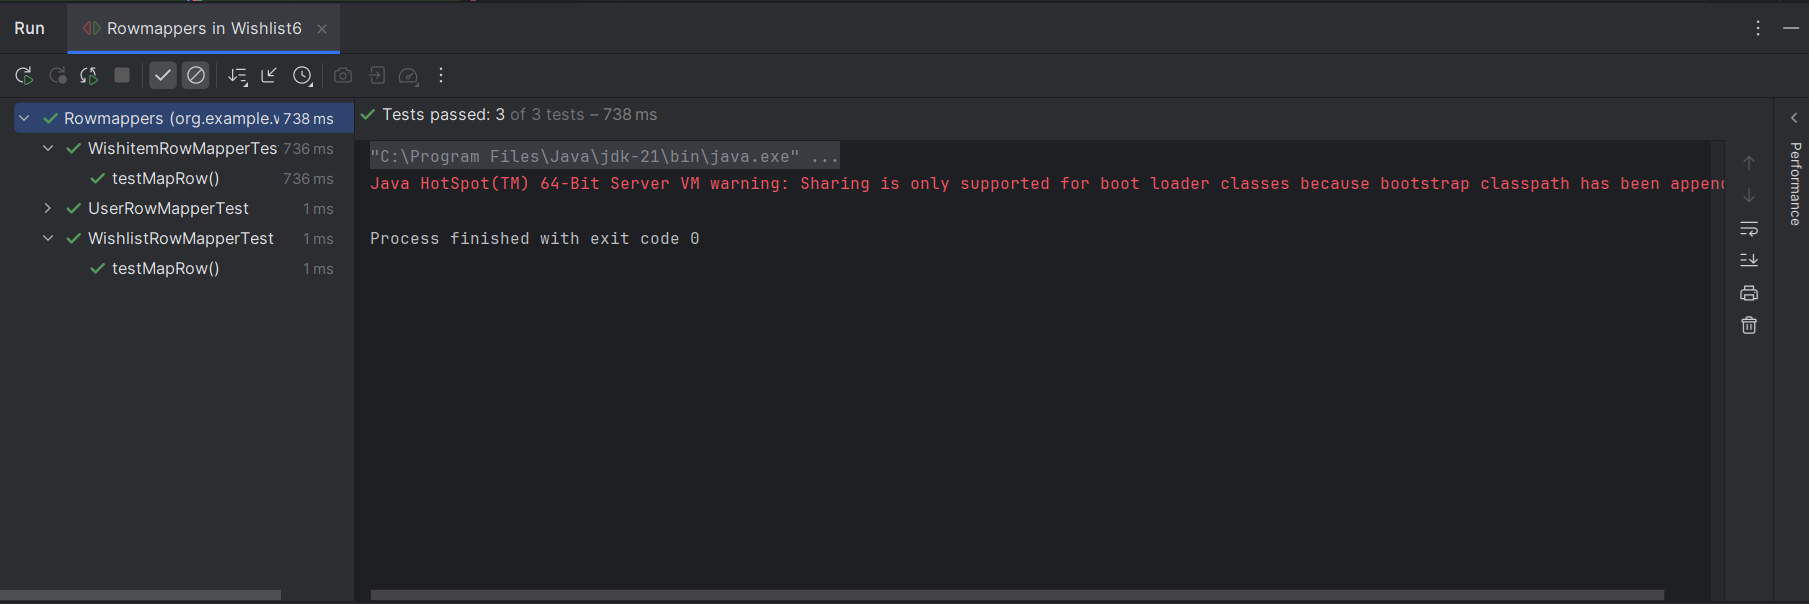 Run Rowmappers in Wishlist6
Rowmappers (org.example. 738 ms
WishitemRowMapperTes 736 ms
testMapRow() 736 ms
UserRowMapperTest 1 ms
WishlistRowMapperTest 1 ms
testMapRow() 1 ms
Tests passed: 3 of 3 tests – 738 ms
"C:\Program Files\Java\jdk-21\bin\java.exe" ...
Java HotSpot(TM) 64-Bit Server VM warning: Sharing is only supported for boot loader classes because bootstrap classpath has been appen
Process finished with exit code 0
Performance